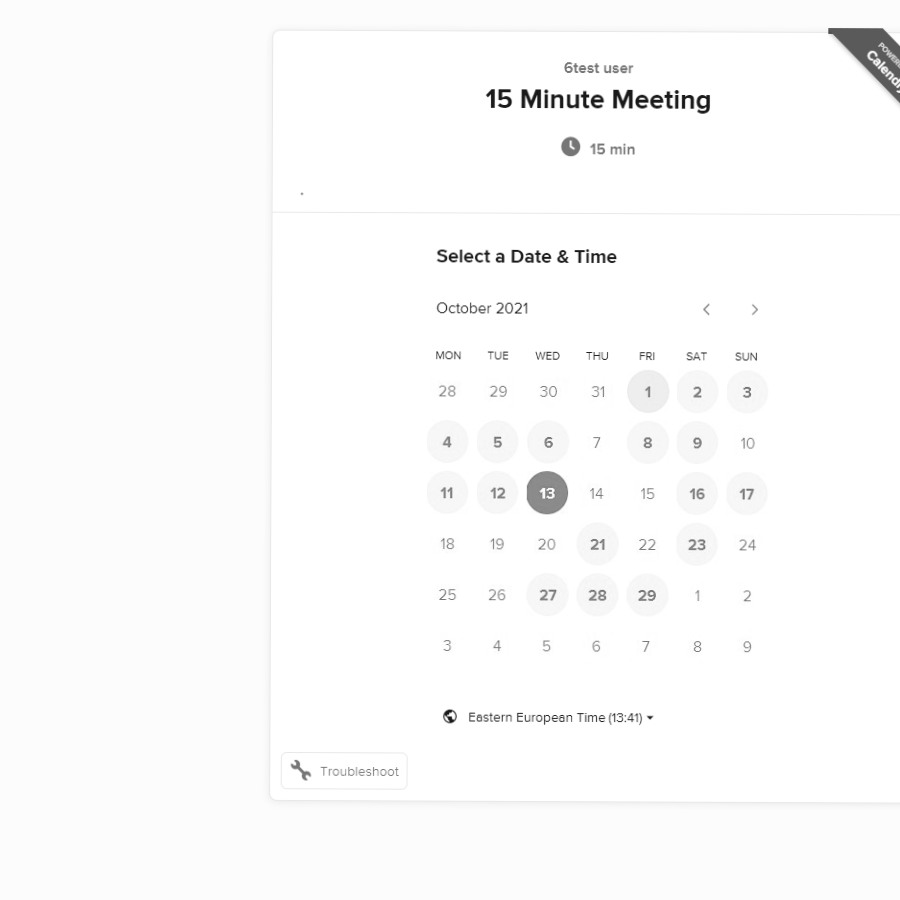 6test user
15 Minute Meeting
15 min
.
Calendly
Select a Date & Time
October 2021
MON TUE WED THU FRI SAT SUN
28 29 30 31 1 2 3
4 5 6 7 8 9 10
11 12 13 14 15 16 17
18 19 20 21 22 23 24
25 26 27 28 29 1 2
3 4 5 6 7 8 9
Eastern European Time (13:41)
Troubleshoot